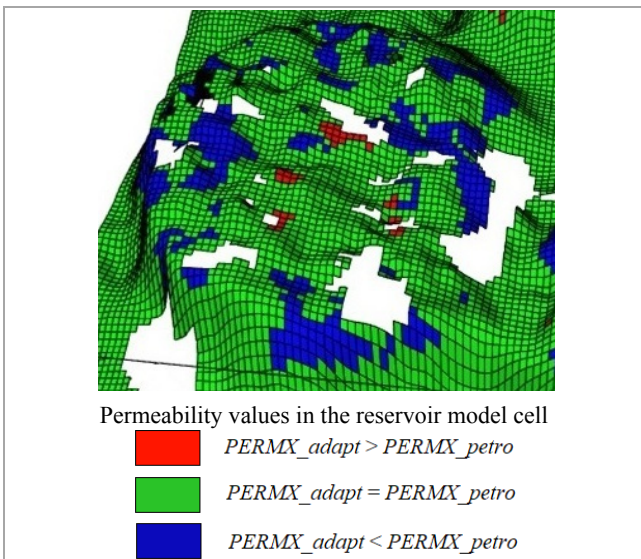 Permeability values in the reservoir model cell
PERMX_adapt > PERMX_petro
PERMX_adapt = PERMX_petro
PERMX_adapt < PERMX_petro